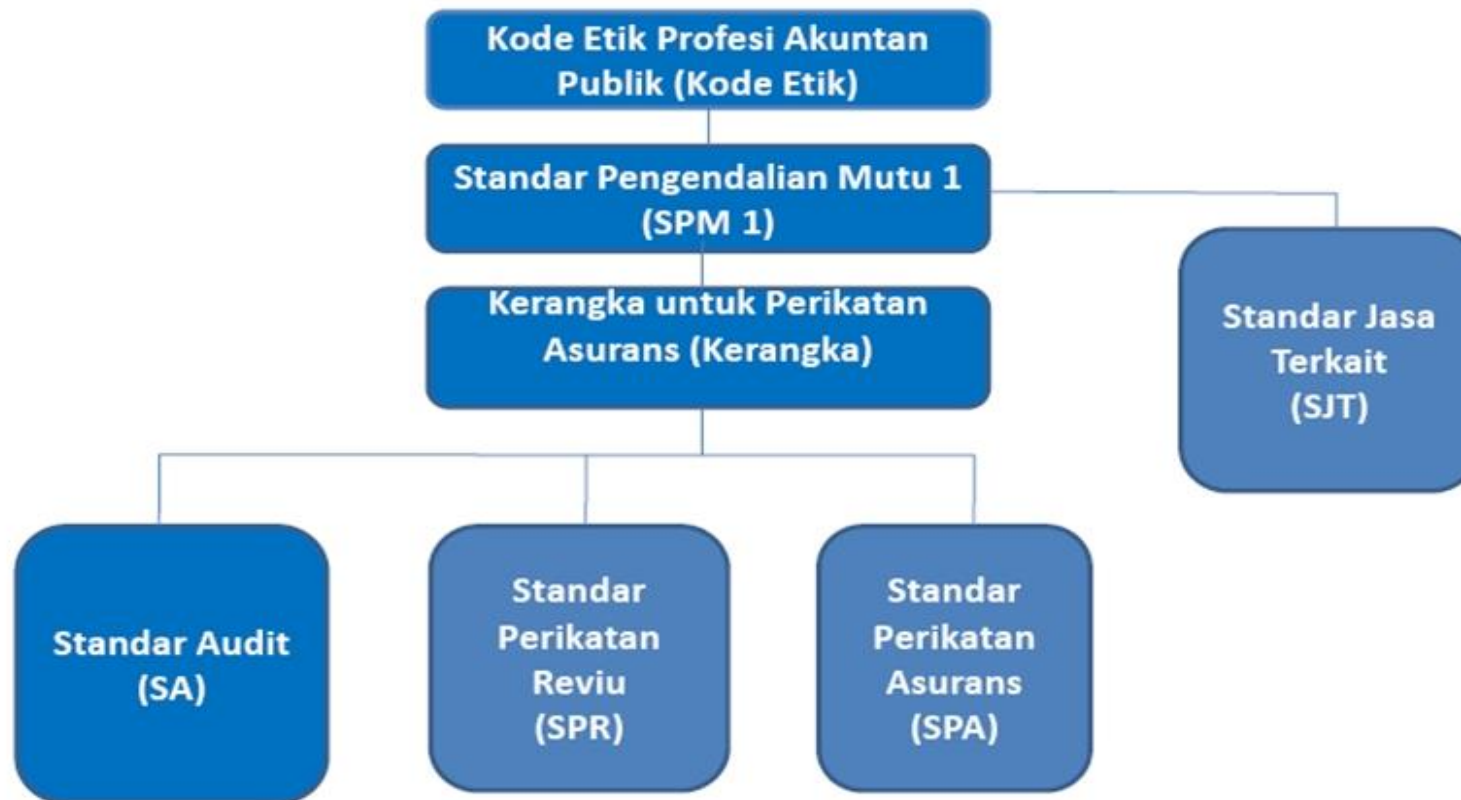 Kode Etik Profesi Akuntan
Publik (Kode Etik)
Standar Pengendalian Mutu 1
(SPM 1)
Kerangka untuk Perikatan
Asurans (Kerangka)
Standar Jasa
Terkait
(SJT)
Standar Audit
(SA)
Standar
Perikatan
Reviu
(SPR)
Standar
Perikatan
Asurans
(SPA)